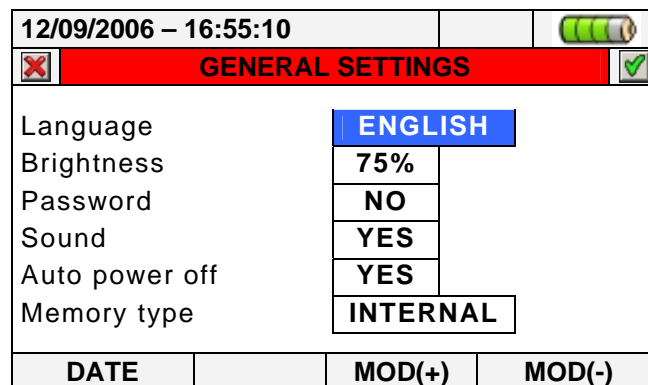 12/09/2006 – 16:55:10
GENERAL SETTINGS
Language ENGLISH
Brightness 75%
Password NO
Sound YES
Auto power off YES
Memory type INTERNAL
DATE MOD(+) MOD(-)